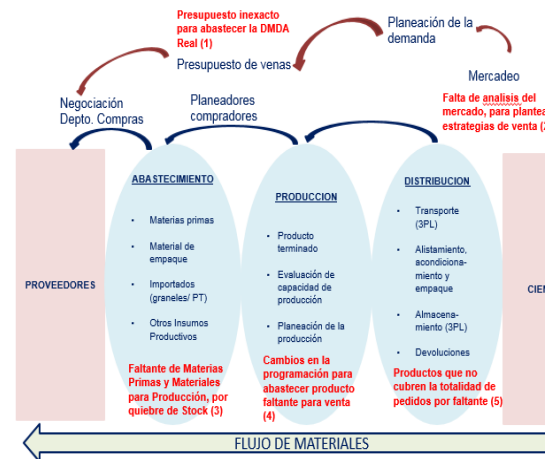 Presupuesto inexacto
para abastecer la DMDA
Real (1)
Planeación de la
demanda
Presupuesto de venas
Mercadeo
Negociación
Depto. Compras
Planeadores
compradores
Falta de analisis del
mercado, para plantea
estrategias de venta (2
PROVEEDORES
ABASTECIMIENTO
• Materias primas
• Material de
empaque
• Importados
(graneles/ PT)
• Otros Insumos
Productivos
Faltante de Materias
Primas y Materiales
para Producción, por
quiebre de Stock (3)
PRODUCCION
• Producto
terminado
• Evaluación de
capacidad de
producción
• Planeación de la
producción
Cambios en la
programación para
abastecer producto
faltante para venta
(4)
DISTRIBUCION
• Transporte
(3PL)
• Alistamiento,
acondiciona-
miento y
empaque
• Almacena-
miento (3PL)
• Devoluciones
Productos que no
cubren la totalidad de
pedidos por faltante (5)
CIEN
FLUJO DE MATERIALES